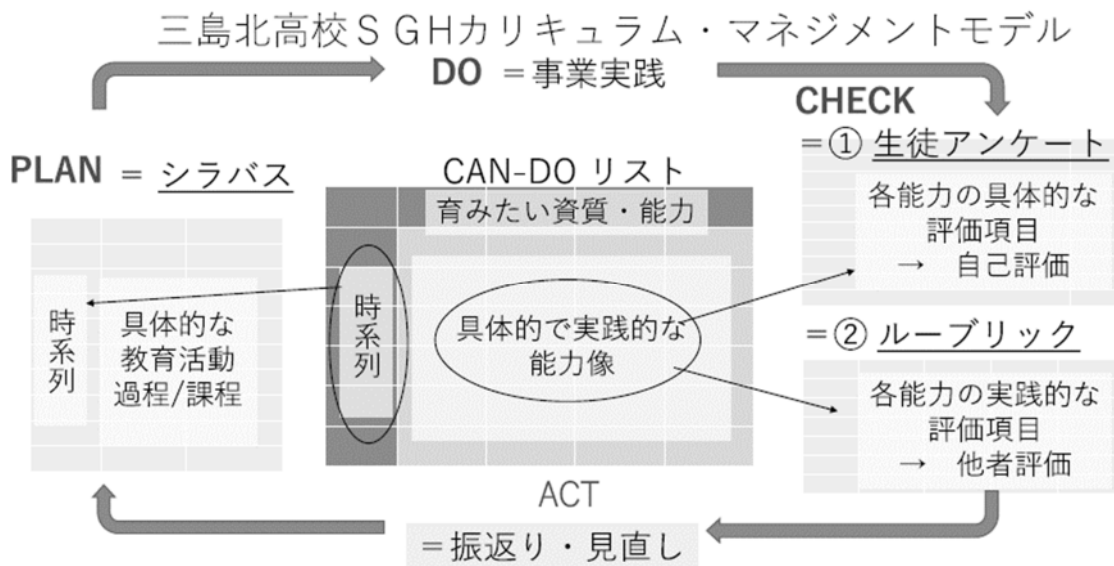 三島北高校ＳＧＨカリキュラム・マネジメントモデル
DO ＝事業実践
CHECK
＝① 生徒アンケート
各能力の具体的な
評価項目
→ 自己評価
PLAN ＝ シラバス
時系列
具体的な
教育活動
過程/課程
CAN-DO リスト
育みたい資質・能力
時系列
具体的で実践的な
能力像
＝② ルーブリック
各能力の実践的な
評価項目
→ 他者評価
ACT
＝振返り・見直し